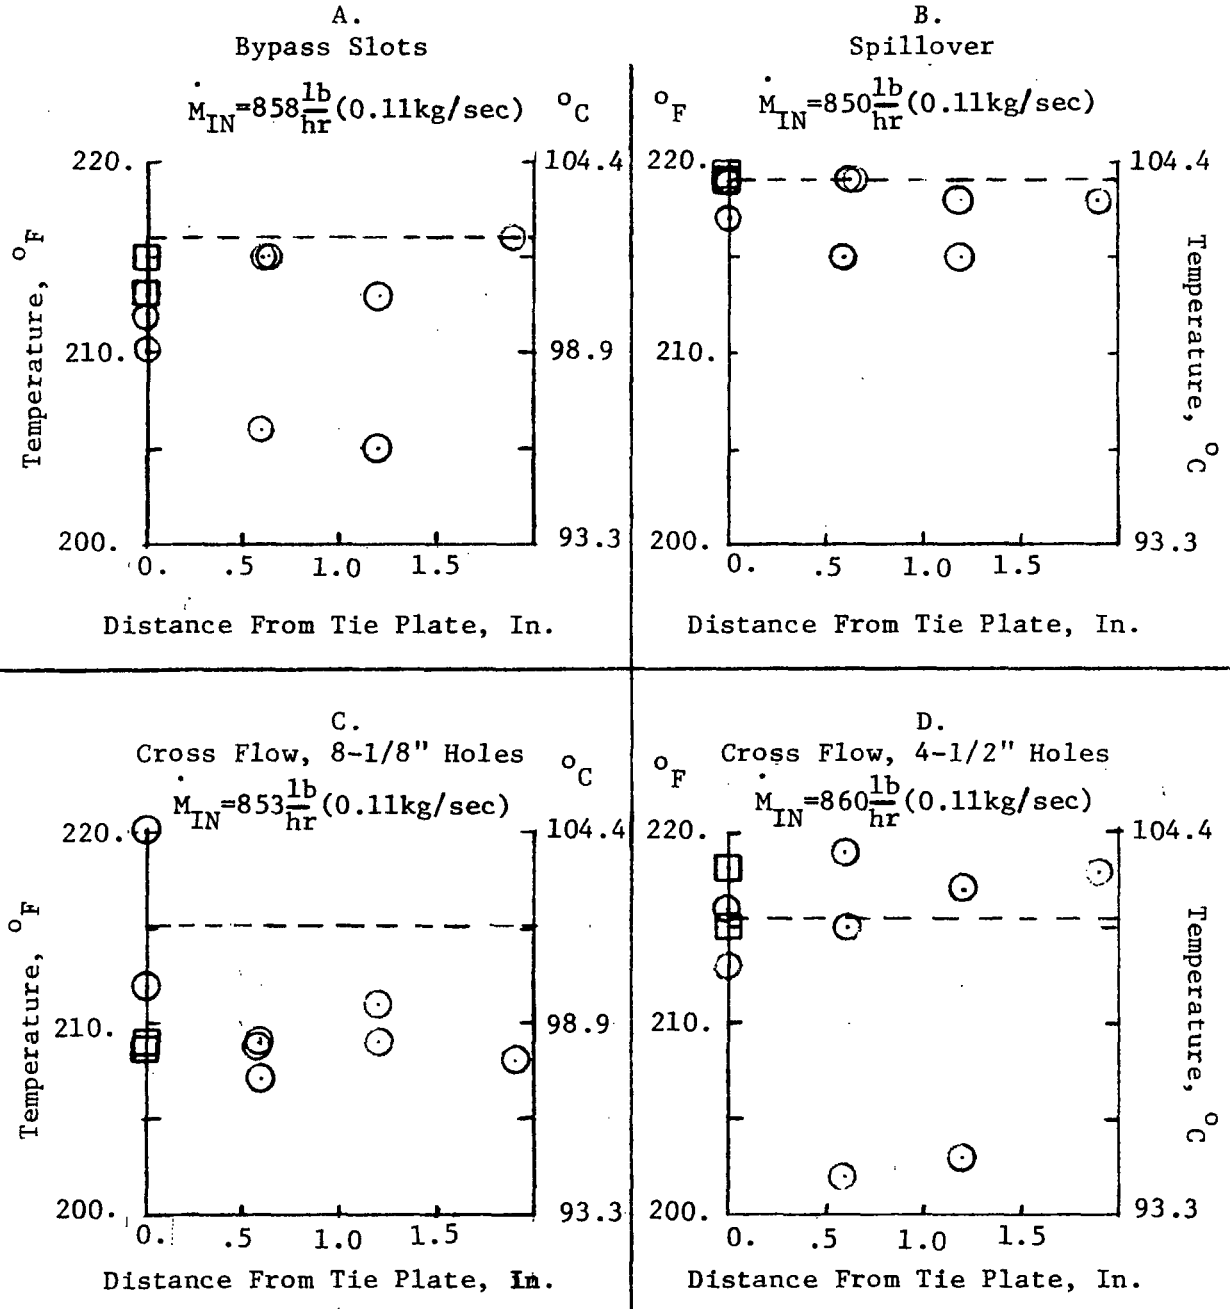 A.
Bypass Slots
ṀIN=858 lb/hr (0.11kg/sec) °C
220. 104.4
210. 98.9
200. 93.3
0. .5 1.0 1.5
Temperature, °F
Distance From Tie Plate, In.
B.
Spillover
°F ṀIN=850 lb/hr (0.11kg/sec)
220. 104.4
210.
200. 93.3
0. .5 1.0 1.5
Temperature, °C
Distance From Tie Plate, In.
C.
Cross Flow, 8-1/8" Holes °C
ṀIN=853 lb/hr (0.11kg/sec)
220. 104.4
210. 98.9
200. 93.3
0. .5 1.0 1.5
Temperature, °F
Distance From Tie Plate, In.
D.
°F Cross Flow, 4-1/2" Holes
ṀIN=860 lb/hr (0.11kg/sec)
220. 104.4
210.
200. 93.3
0. .5 1.0 1.5
Temperature, °C
Distance From Tie Plate, In.